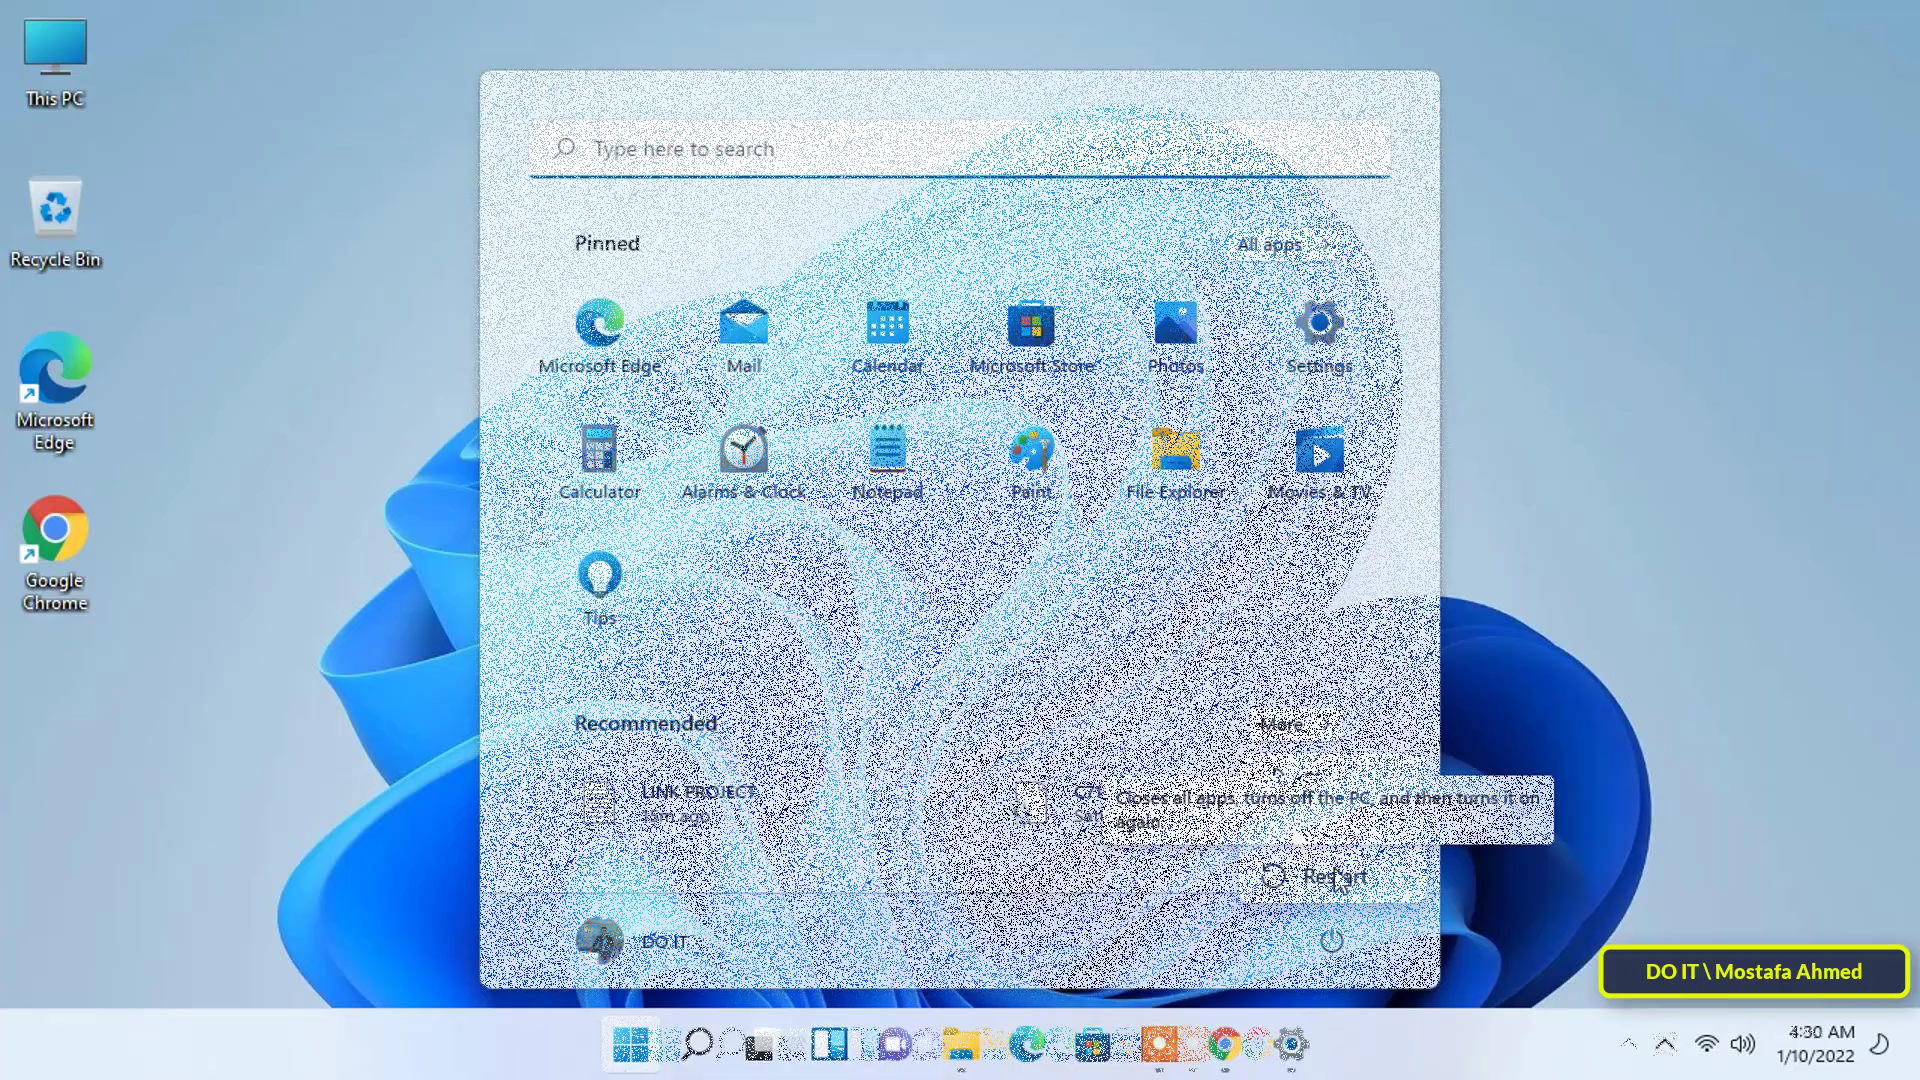 This PC
Recycle Bin
Microsoft
Edge
Google
Chrome
Type here to search
Pinned
All apps
Microsoft Edge
Mail
Calendar
Microsoft Store
Photos
Settings
Calculator
Alarms & Clock
Notepad
Paint
File Explorer
Movies & TV
Tips
Recommended
More
LINK PROJECT
15m ago
Closes all apps, turns off the PC, and then turns it on
again.
Restart
DO IT
DO IT \ Mostafa Ahmed
4:30 AM
1/10/2022